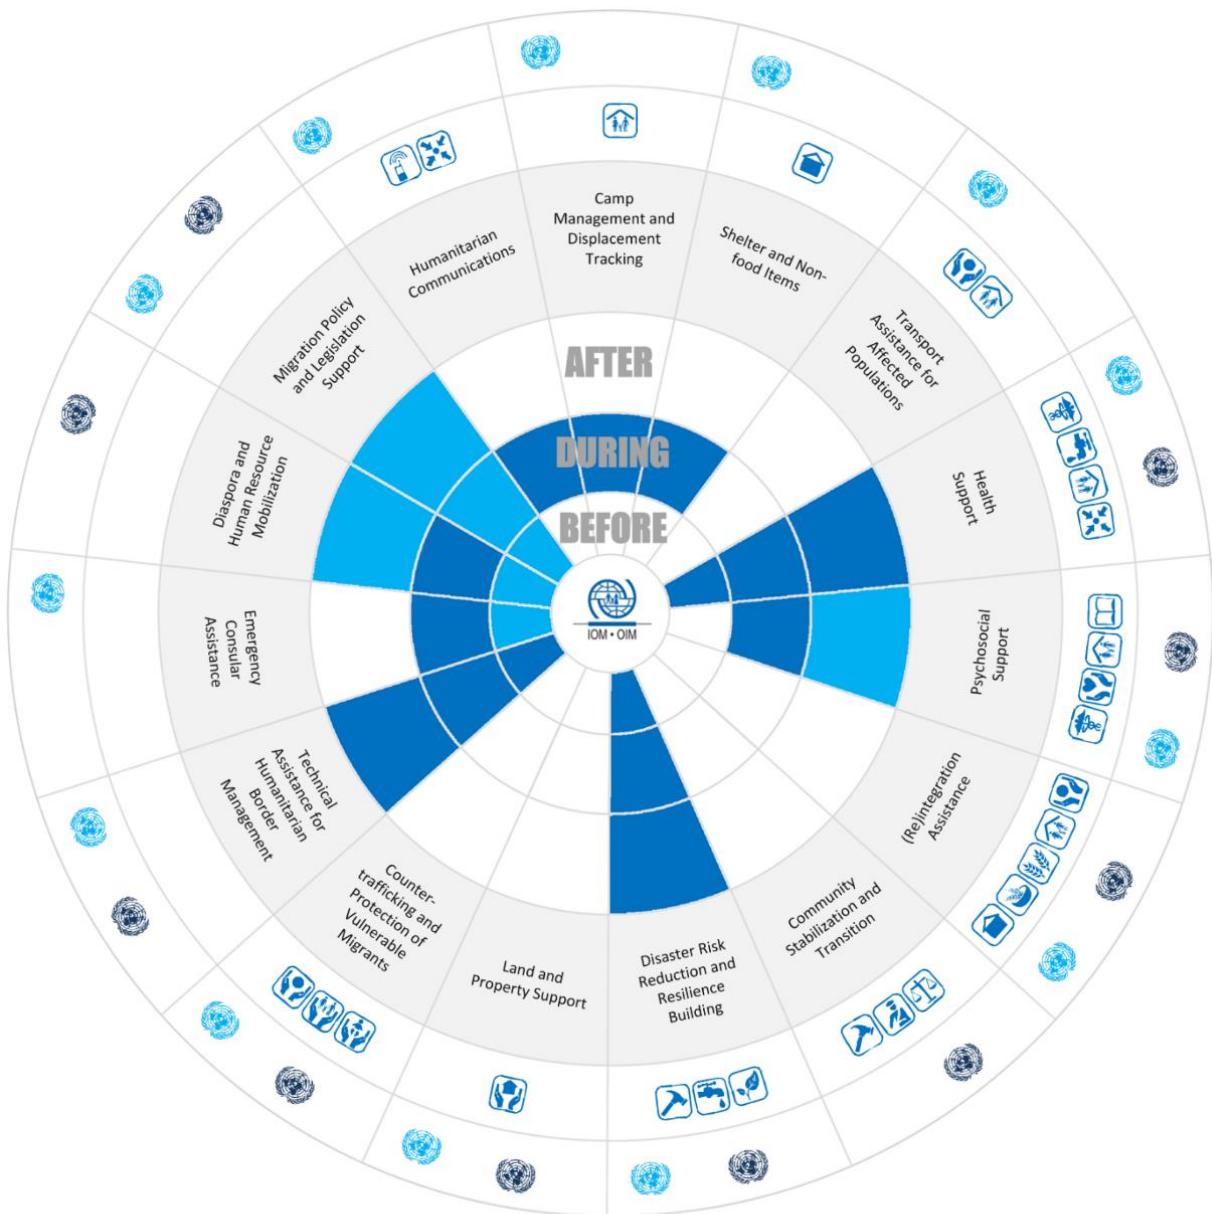 Camp
Management and
Displacement
Tracking
Shelter and Non-
food Items
Transport
Assistance for
Affected
Populations
Health
Support
Psychosocial
Support
(Re)integration
Assistance
Community
Stabilization and
Transition
Disaster Risk
Reduction and
Resilience
Building
Land and
Property Support
Counter-
trafficking and
Protection of
Vulnerable
Migrants
Technical
Assistance for
Humanitarian
Border
Management
Emergency
Consular
Assistance
Diaspora and
Human Resource
Mobilization
Migration Policy
and Legislation
Support
Humanitarian
Communications
AFTER
DURING
BEFORE
IOM • OIM